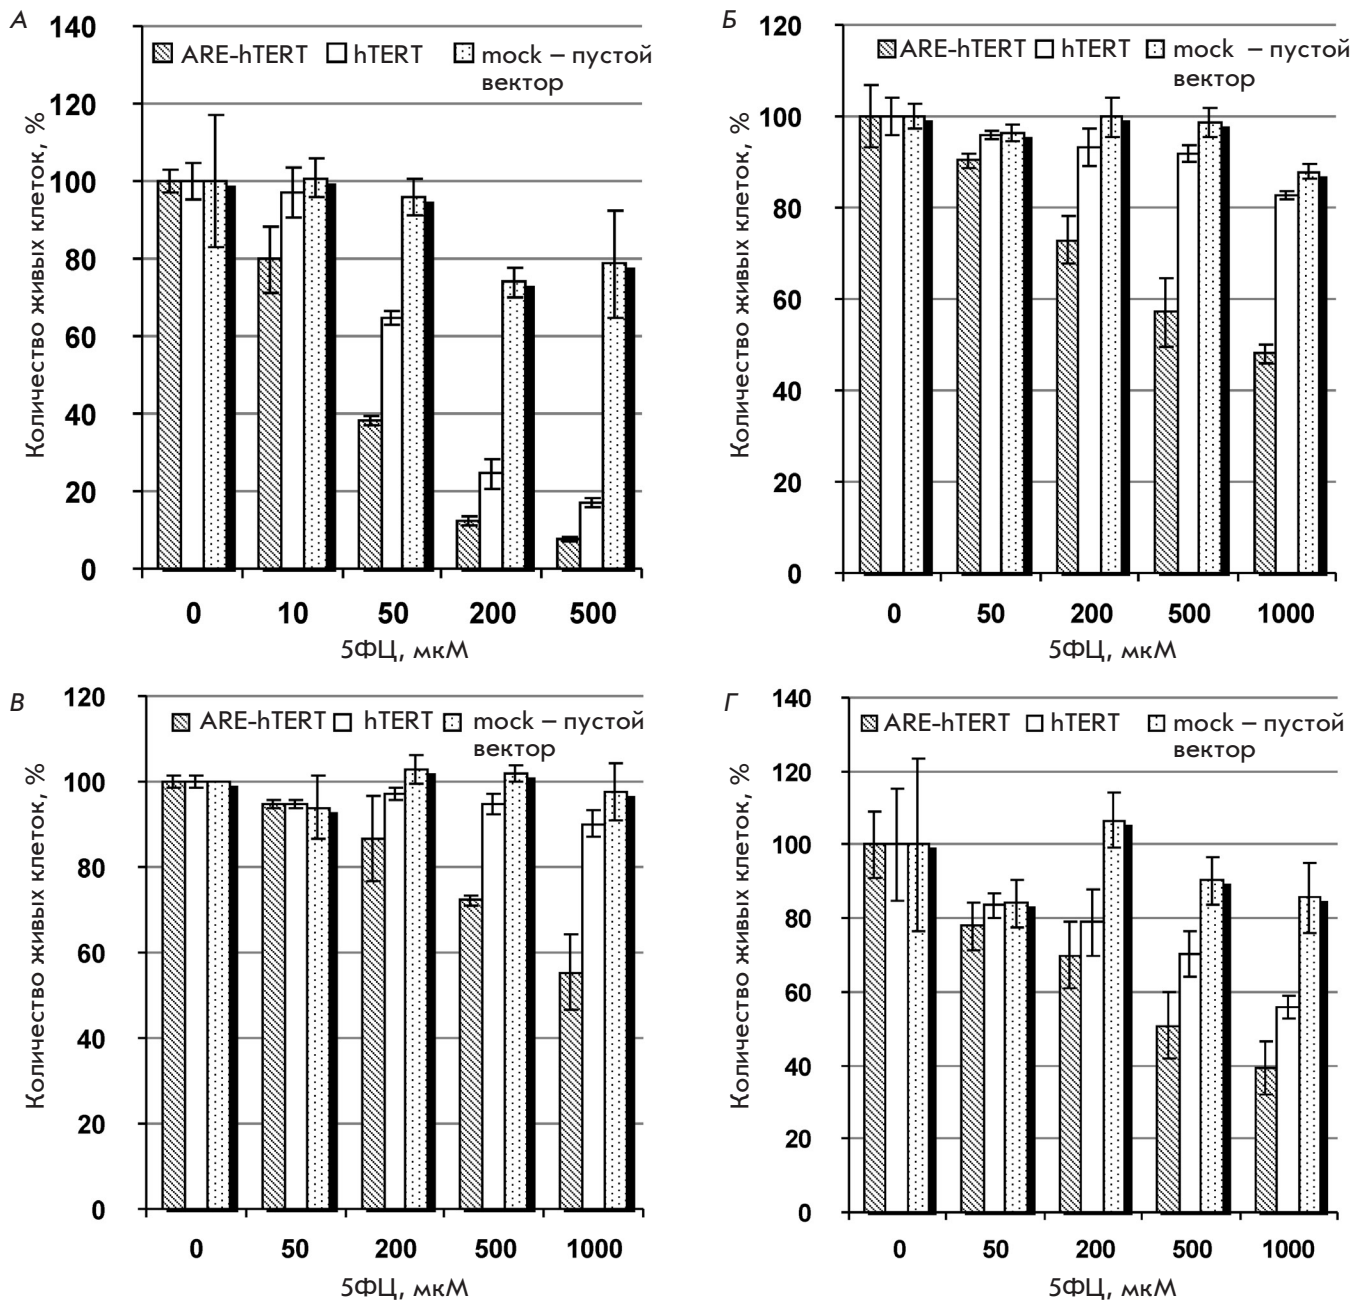 А
Количество живых клеток, %
140
120
100
80
60
40
20
0
ARE-hTERT hTERT mock – пустой
вектор
0 10 50 200 500
5ФЦ, мкМ
Б
Количество живых клеток, %
120
100
80
60
40
20
0
ARE-hTERT hTERT mock – пустой
вектор
0 50 200 500 1000
5ФЦ, мкМ
В
Количество живых клеток, %
120
100
80
60
40
20
0
ARE-hTERT hTERT mock – пустой
вектор
0 50 200 500 1000
5ФЦ, мкМ
Г
Количество живых клеток, %
140
120
100
80
60
40
20
0
ARE-hTERT hTERT mock – пустой
вектор
0 50 200 500 1000
5ФЦ, мкМ